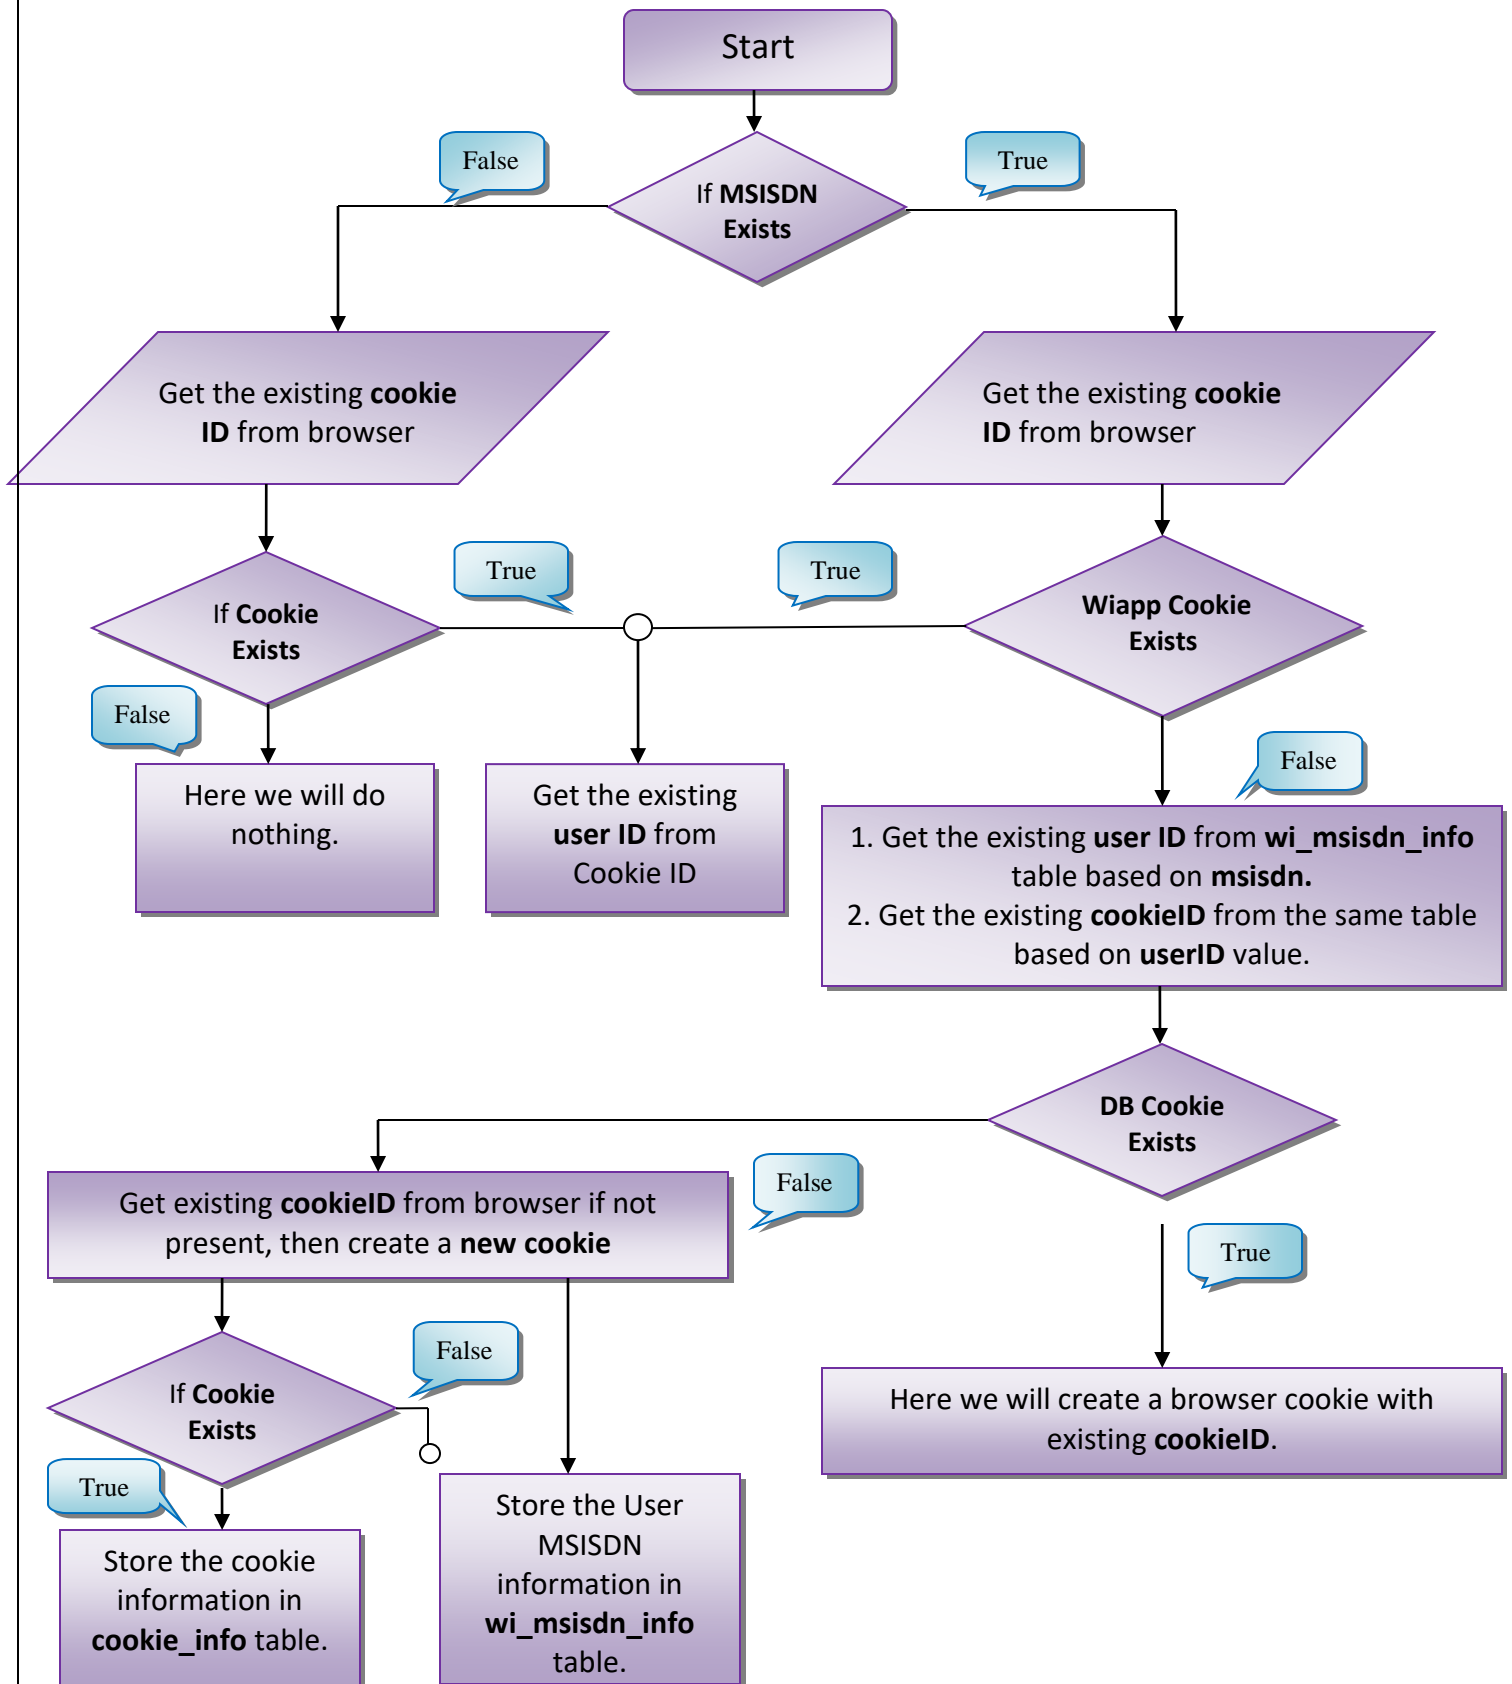 Start
False
True
If MSISDN
Exists
Get the existing cookie
ID from browser
Get the existing cookie
ID from browser
True
True
If Cookie
Exists
Wiapp Cookie
Exists
False
False
Here we will do
nothing.
Get the existing
user ID from
Cookie ID
1. Get the existing user ID from wi_msisdn_info
table based on msisdn.
2. Get the existing cookieID from the same table
based on userID value.
DB Cookie
Exists
False
Get existing cookieID from browser if not
present, then create a new cookie
True
False
If Cookie
Exists
Here we will create a browser cookie with
existing cookieID.
True
Store the User
MSISDN
information in
wi_msisdn_info
table.
Store the cookie
information in
cookie_info table.